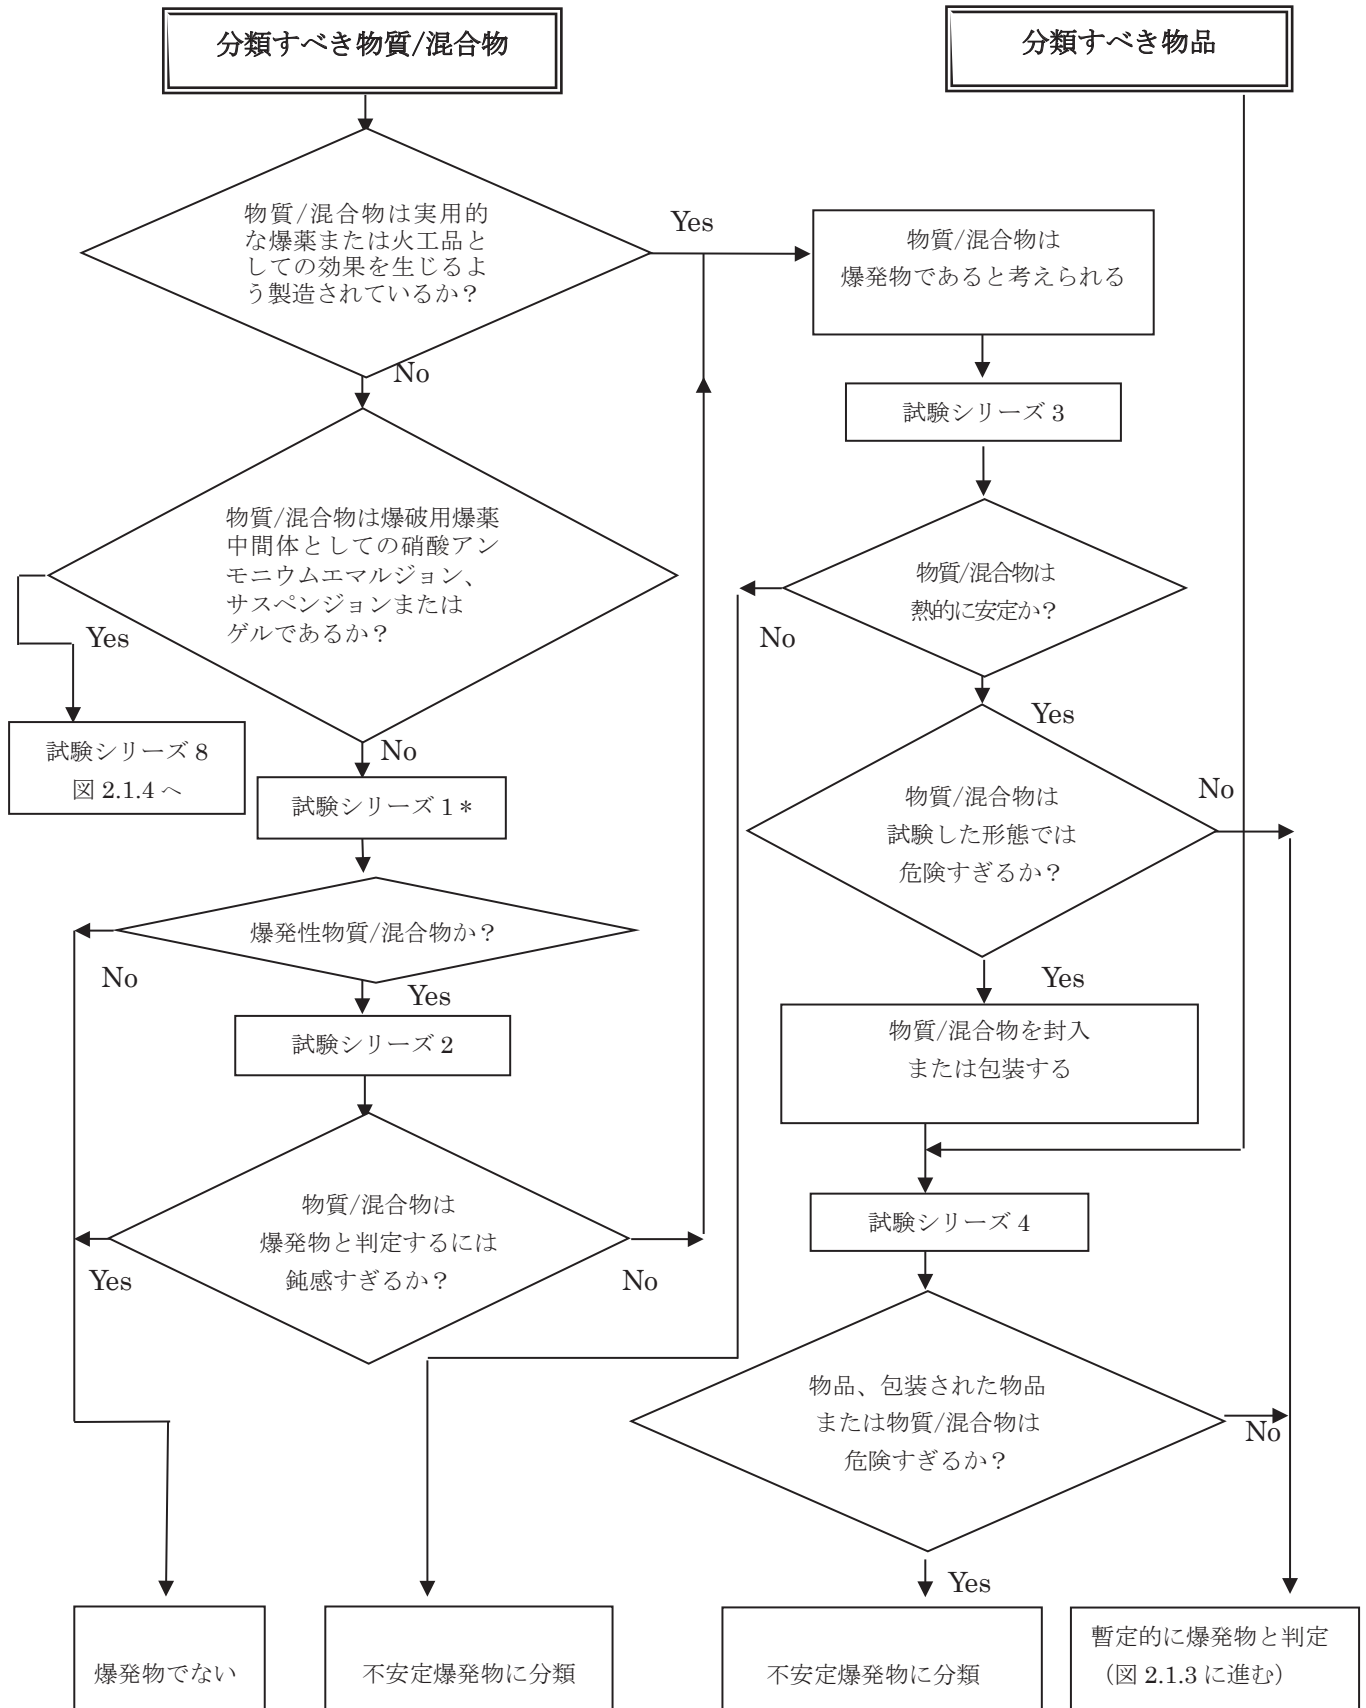 分類すべき物質/混合物
分類すべき物品
物質/混合物は実用的
な爆薬または火工品と
しての効果を生じるよ
う製造されているか？
Yes
物質/混合物は
爆発物であると考えられる
No
試験シリーズ 3
物質/混合物は爆破用爆薬
中間体としての硝酸アン
モニウムエマルジョン、
サスペンションまたは
ゲルであるか？
Yes
物質/混合物は
熱的に安定か？
No
Yes
試験シリーズ 8
図 2.1.4 へ
No
試験シリーズ 1 *
物質/混合物は
試験した形態では
危険すぎるか？
No
爆発性物質/混合物か？
No
Yes
Yes
試験シリーズ 2
物質/混合物を封入
または包装する
物質/混合物は
爆発物と判定するには
鈍感すぎるか？
Yes
No
試験シリーズ 4
物品、包装された物品
または物質/混合物は
危険すぎるか？
No
Yes
爆発物でない
不安定爆発物に分類
不安定爆発物に分類
暫定的に爆発物と判定
（図 2.1.3 に進む）